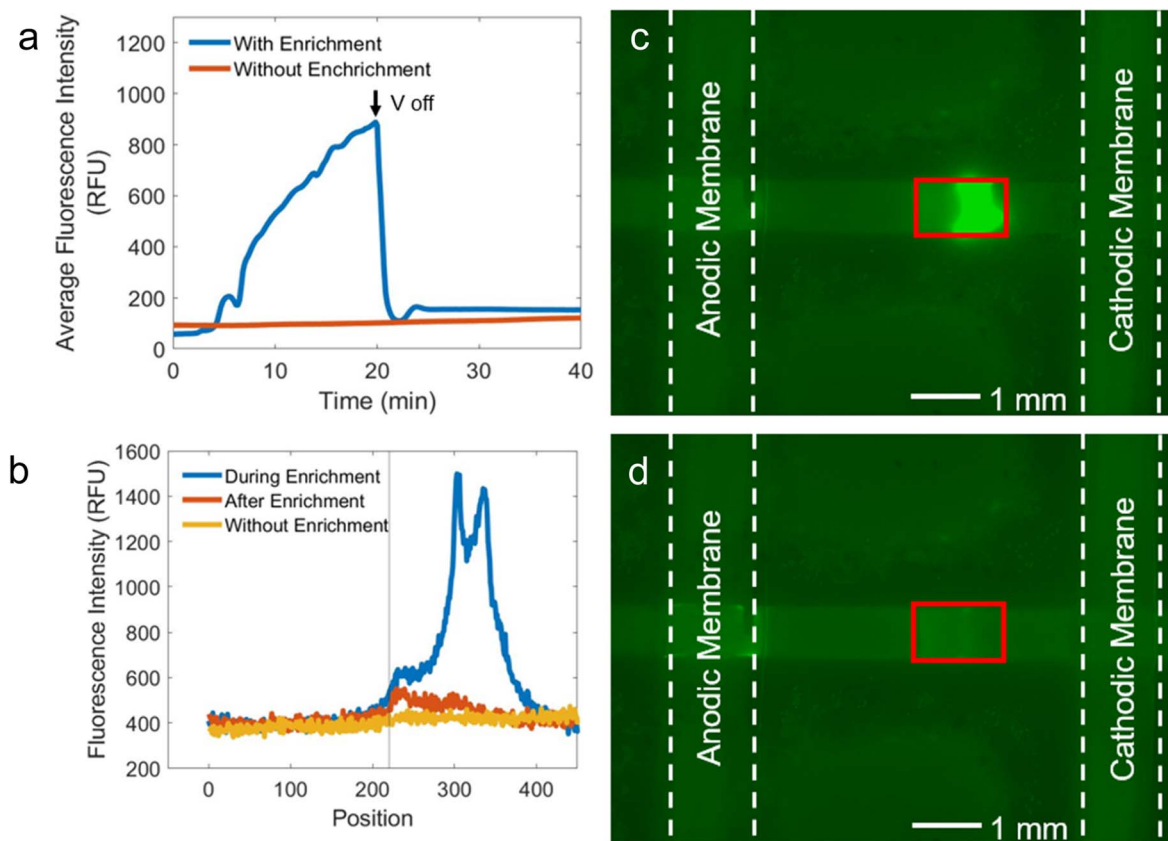 a
1200
1000
800
600
400
200
0
Average Fluorescence Intensity
(RFU)
With Enrichment
Without Enchrichment
V off
0
10
20
30
40
Time (min)
b
1600
1400
1200
1000
800
600
400
200
Fluorescence Intensity (RFU)
During Enrichment
After Enrichment
Without Enrichment
0
100
200
300
400
Position
c
Anodic Membrane
Cathodic Membrane
1 mm
d
Anodic Membrane
Cathodic Membrane
1 mm